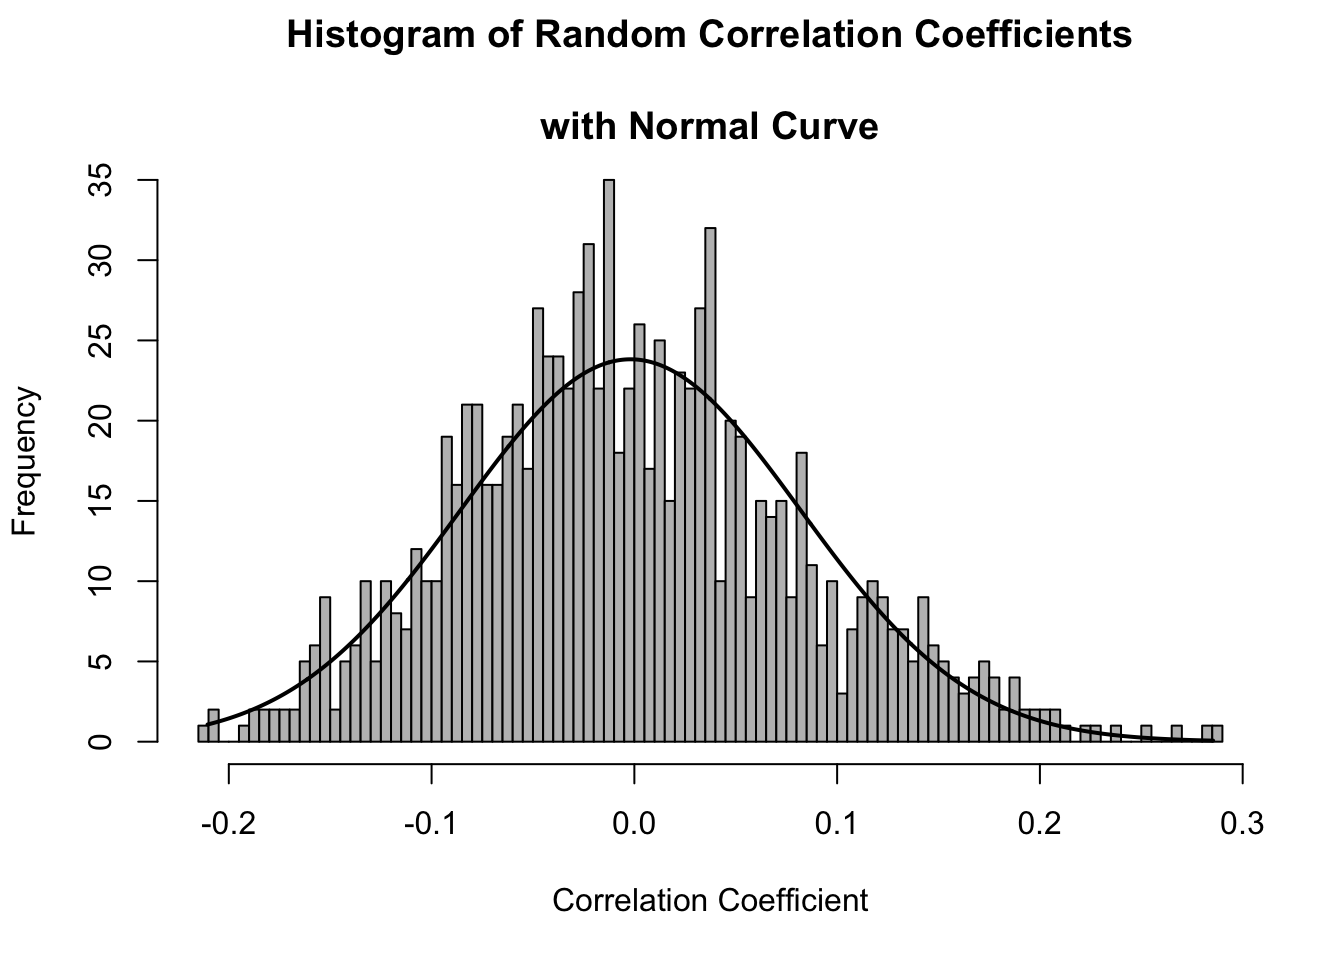 Histogram of Random Correlation Coefficients
with Normal Curve
35
30
25
20
15
10
5
0
Frequency
-0.2 -0.1 0.0 0.1 0.2 0.3
Correlation Coefficient